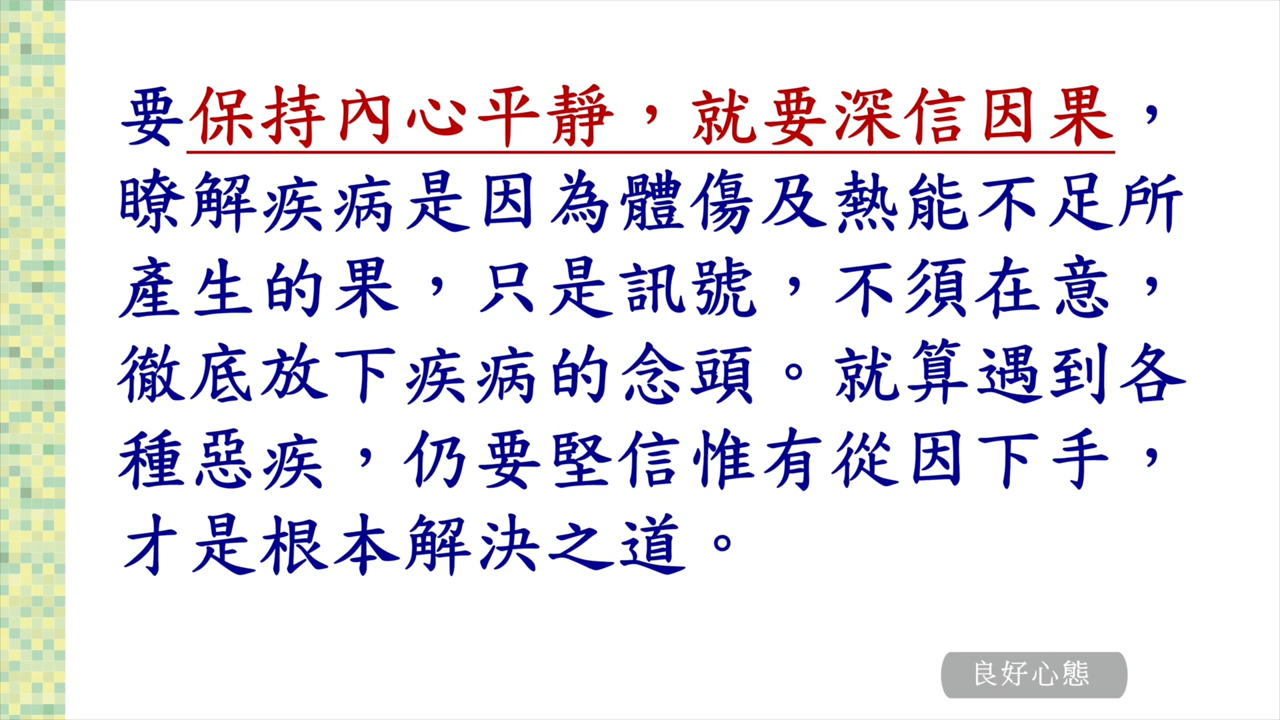 要保持內心平靜，就要深信因果，
瞭解疾病是因為體傷及熱能不足所
產生的果，只是訊號，不須在意，
徹底放下疾病的念頭。就算遇到各
種惡疾，仍要堅信惟有從因下手，
才是根本解決之道。
良好心態